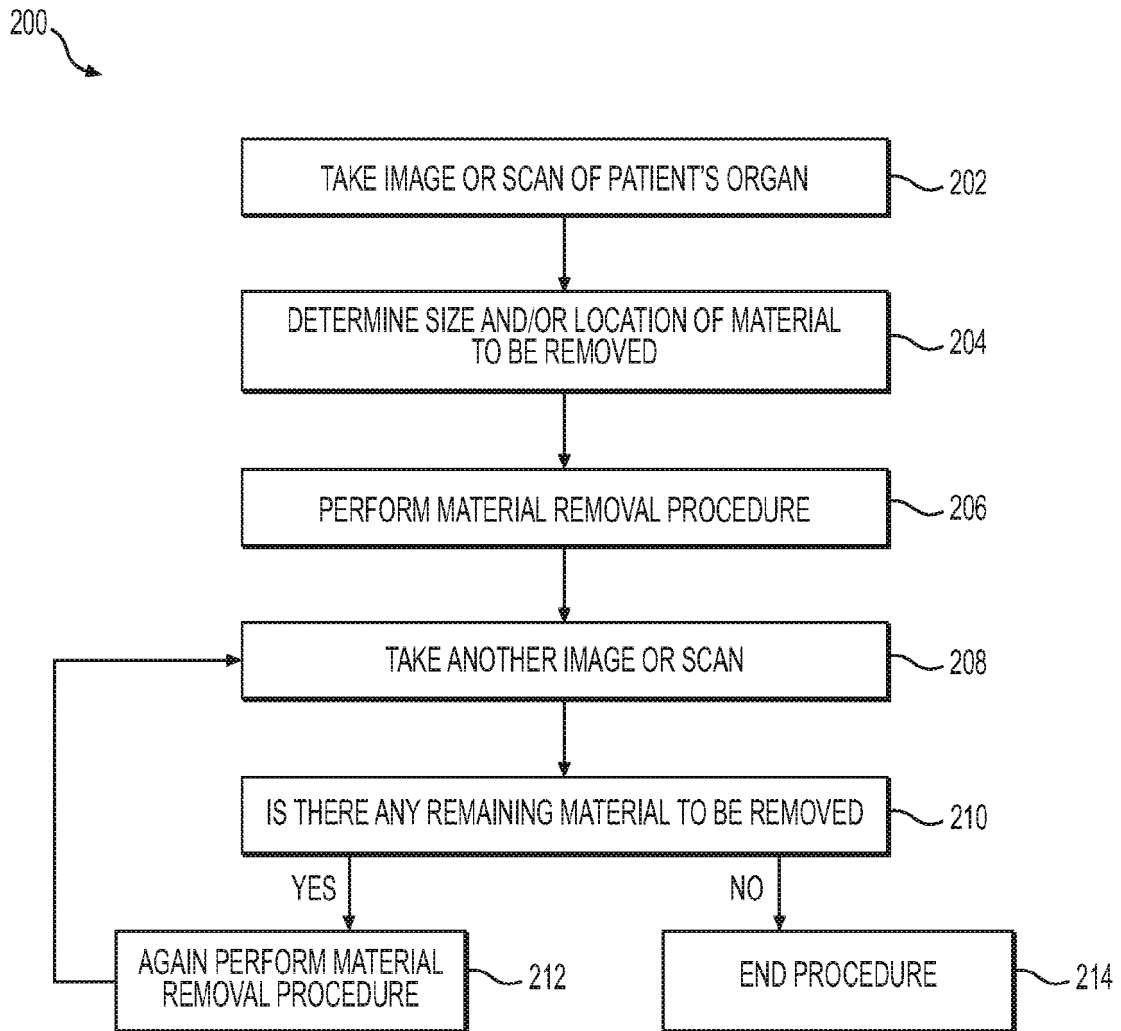 200
TAKE IMAGE OR SCAN OF PATIENT'S ORGAN
202
DETERMINE SIZE AND/OR LOCATION OF MATERIAL
TO BE REMOVED
204
PERFORM MATERIAL REMOVAL PROCEDURE
206
TAKE ANOTHER IMAGE OR SCAN
208
IS THERE ANY REMAINING MATERIAL TO BE REMOVED
210
YES
NO
AGAIN PERFORM MATERIAL
REMOVAL PROCEDURE
212
END PROCEDURE
214